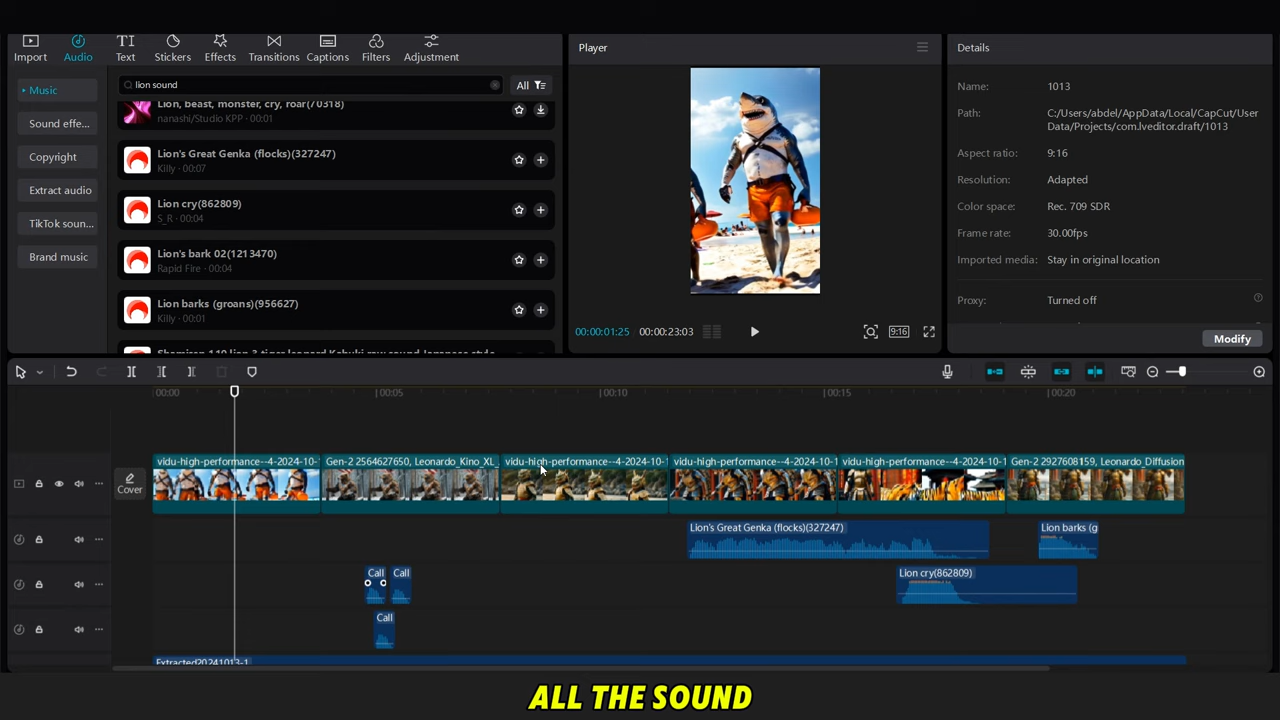 Import
Audio
Text
Stickers
Effects
Transitions
Captions
Filters
Adjustment
Music
Sound effe...
Copyright
Extract audio
TikTok soun...
Brand music
lion sound
All
Lion, beast, monster, cry, roar(70318)
nanashi/Studio KPP · 00:01
Lion's Great Genka (flocks)(327247)
Killy · 00:07
Lion cry(862809)
S_R · 00:04
Lion's bark 02(1213470)
Rapid Fire · 00:04
Lion barks (groans)(956627)
Killy · 00:01
Player
00:00:01:25
00:00:23:03
9:16
Details
Name:
1013
Path:
C:/Users/abdel/AppData/Local/CapCut/User
Data/Projects/com.lveditor.draft/1013
Aspect ratio:
9:16
Resolution:
Adapted
Color space:
Rec. 709 SDR
Frame rate:
30.00fps
Imported media:
Stay in original location
Proxy:
Turned off
Modify
00:00
00:05
00:10
00:15
00:20
Cover
vidu-high-performance--4-2024-10-
Gen-2 2564627650, Leonardo_Kino_XL_
vidu-high-performance--4-2024-10-
vidu-high-performance--4-2024-10-1
vidu-high-performance--4-2024-10-1
Gen-2 2927608159, Leonardo_Diffusion
Lion's Great Genka (flocks)(327247)
Lion barks (g
Call
Call
Lion cry(862809)
Call
Extracted20241013-1
ALL THE SOUND